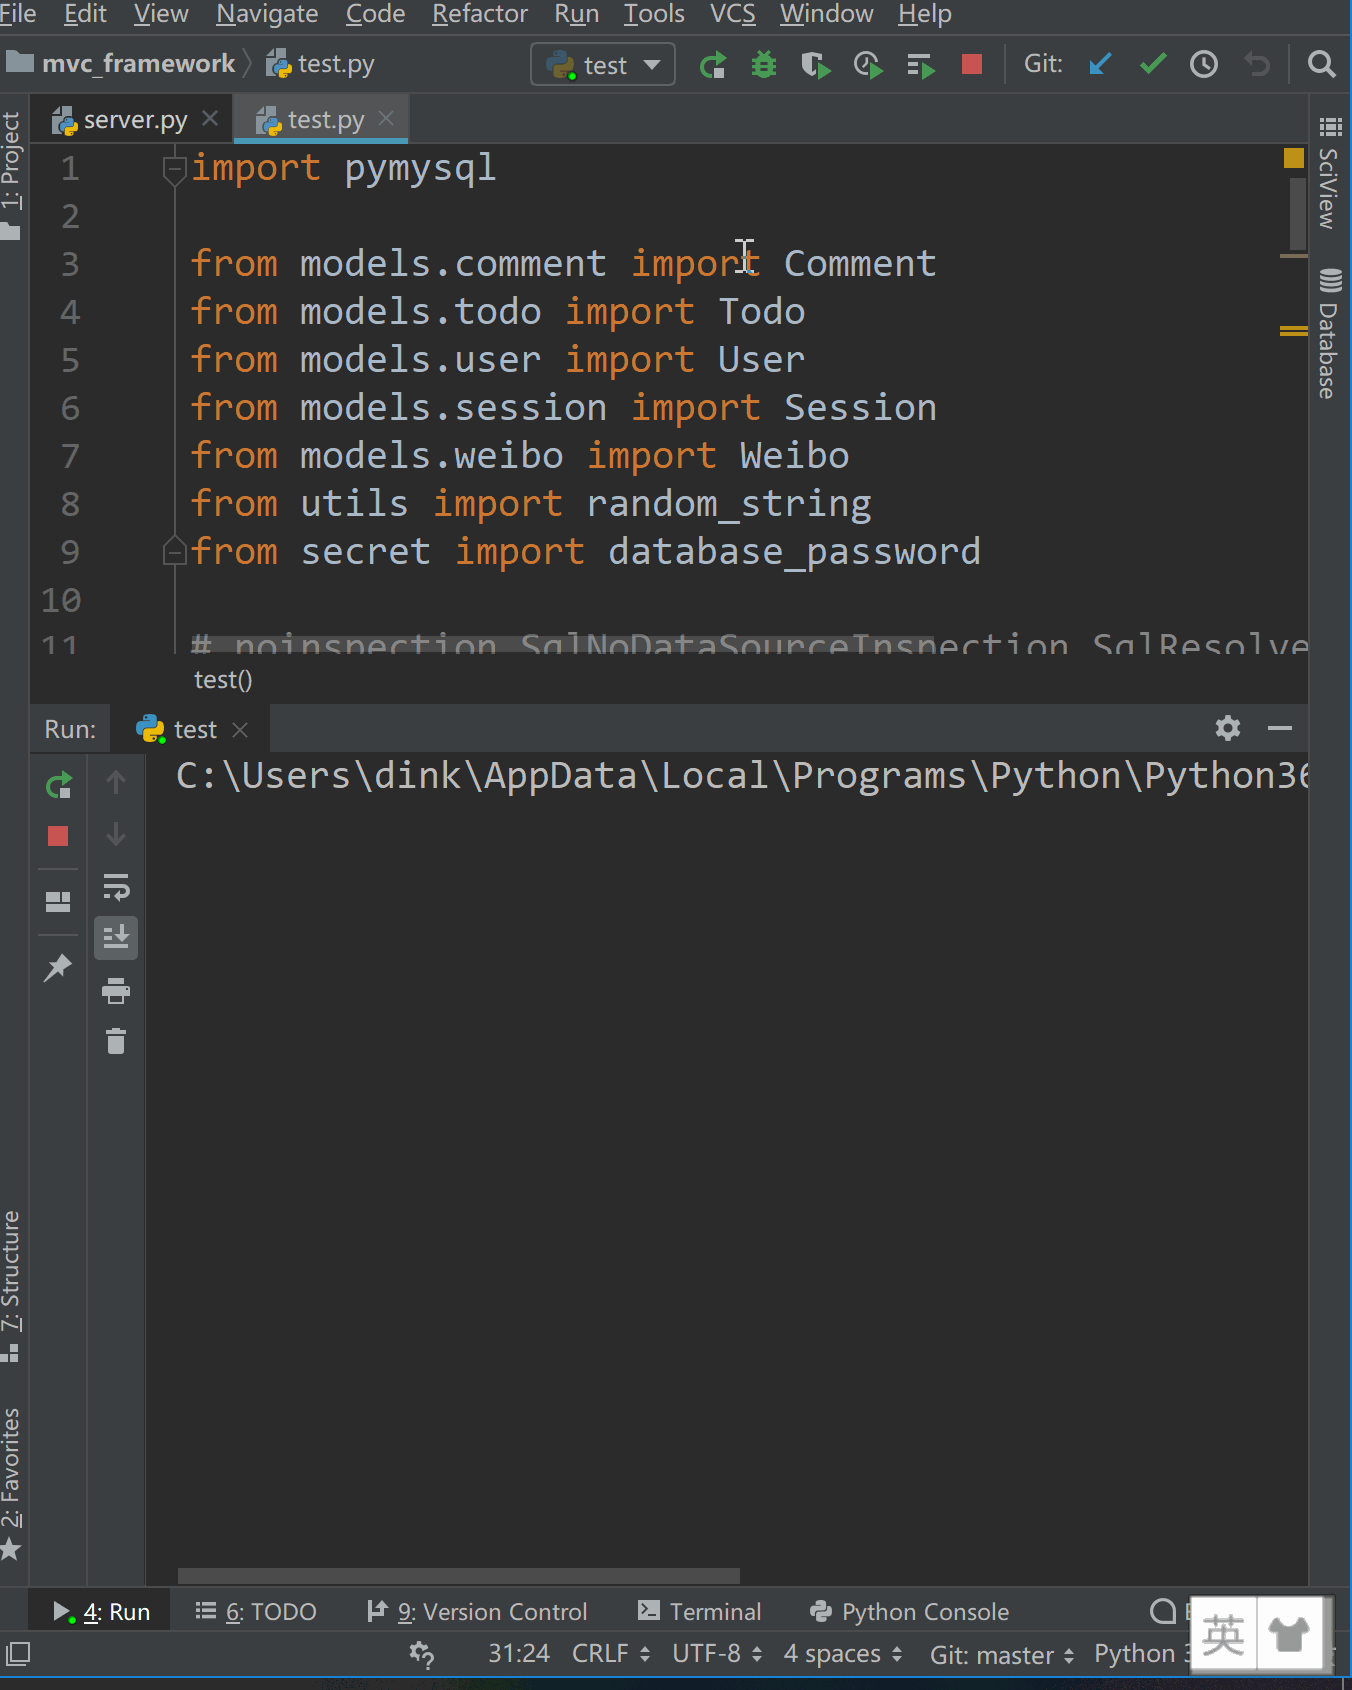 File Edit View Navigate Code Refactor Run Tools VCS Window Help
mvc_framework test.py test Git:
server.py test.py
1 import pymysql
2
3 from models.comment import Comment
4 from models.todo import Todo
5 from models.user import User
6 from models.session import Session
7 from models.weibo import Weibo
8 from utils import random_string
9 from secret import database_password
10
11 # noinspection SqlNoDataSourceInspection,SqlResolve
test()
Run: test
C:\Users\dink\AppData\Local\Programs\Python\Python36
1: Project
7: Structure
2: Favorites
SciView
Database
4: Run 6: TODO 9: Version Control Terminal Python Console
31:24 CRLF UTF-8 4 spaces Git: master Python 3
英